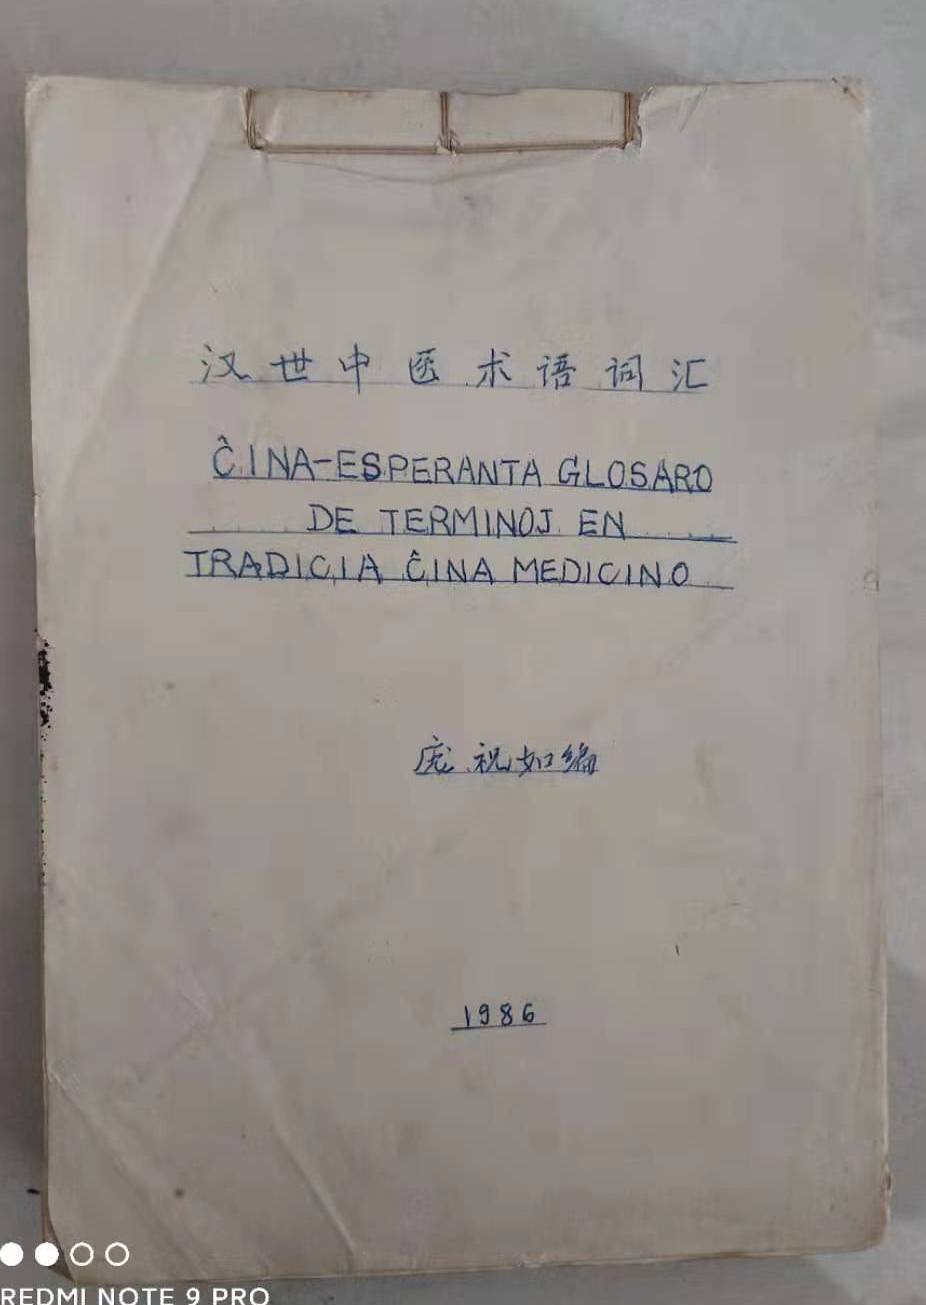 汉世中医术语词汇
ĈINA-ESPERANTA GLOSARO
DE TERMINOJ EN
TRADICIA ĈINA MEDICINO
庞祝如编
1986
REDMI NOTE 9 PRO